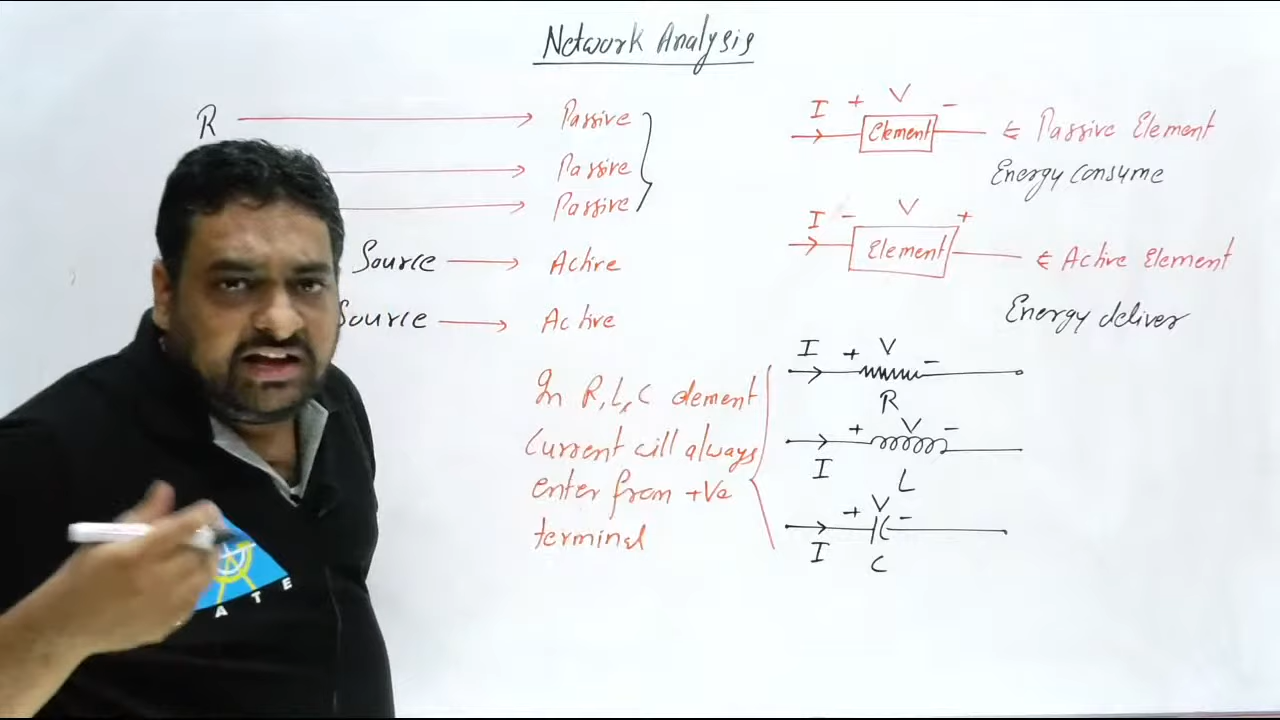 Network Analysis
R → Passive
→ Passive
→ Passive
Source → Active
Source → Active
In R, L, C element
Current will always
enter from +Ve
terminal
I + V -
Element
⋲ Passive Element
Energy consume
I - V +
Element
⋲ Active Element
Energy deliver
I + V -
R
+ V -
I
L
+ V -
I
C
ATE